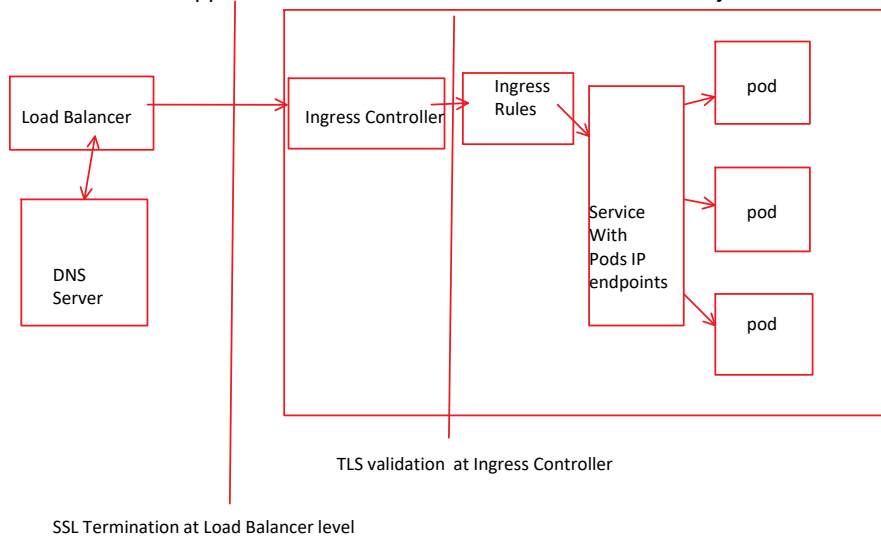 Load Balancer
DNS
Server
Ingress Controller
Ingress
Rules
Service
With
Pods IP
endpoints
pod
pod
pod
TLS validation at Ingress Controller
SSL Termination at Load Balancer level